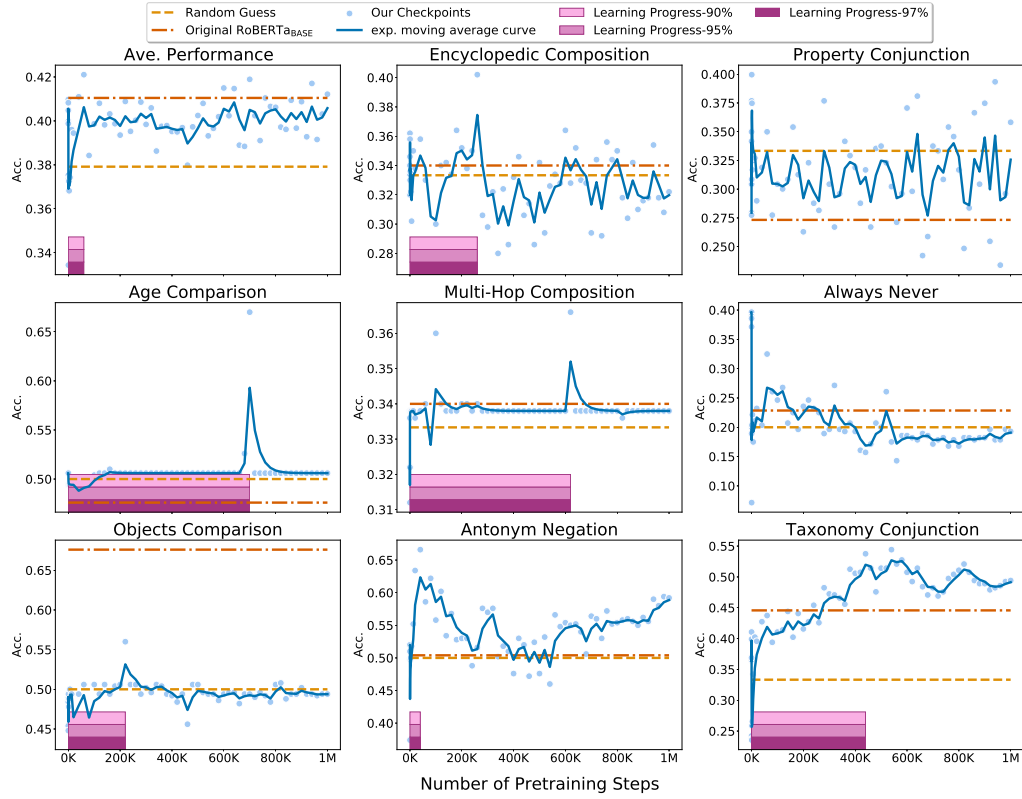 Random Guess
Original RoBERTaBASE
Our Checkpoints
exp. moving average curve
Learning Progress-90%
Learning Progress-95%
Learning Progress-97%
Ave. Performance
Acc.
0.42
0.40
0.38
0.36
0.34
Encyclopedic Composition
Acc.
0.40
0.38
0.36
0.34
0.32
0.30
0.28
Property Conjunction
Acc.
0.400
0.375
0.350
0.325
0.300
0.275
0.250
Age Comparison
Acc.
0.65
0.60
0.55
0.50
Multi-Hop Composition
Acc.
0.36
0.35
0.34
0.33
0.32
0.31
Always Never
Acc.
0.40
0.35
0.30
0.25
0.20
0.15
0.10
Objects Comparison
Acc.
0.65
0.60
0.55
0.50
0.45
0K 200K 400K 600K 800K 1M
Antonym Negation
Acc.
0.65
0.60
0.55
0.50
0.45
0.40
0K 200K 400K 600K 800K 1M
Taxonomy Conjunction
Acc.
0.55
0.50
0.45
0.40
0.35
0.30
0.25
0K 200K 400K 600K 800K 1M
Number of Pretraining Steps